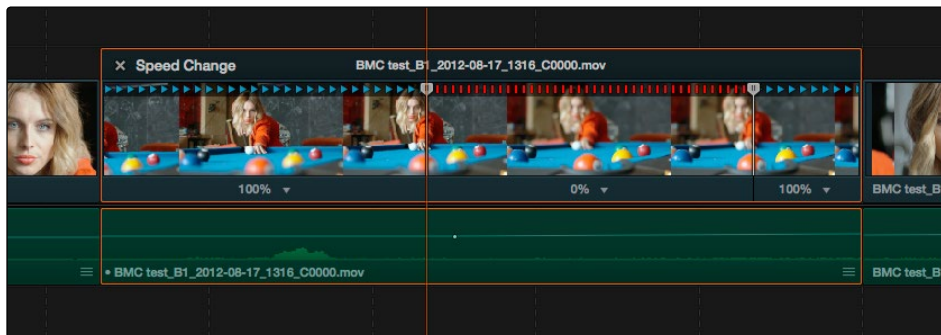 × Speed Change BMC test_B1_2012-08-17_1316_C0000.mov
100% ▼ 0% ▼ 100% ▼ BMC test_B
• BMC test_B1_2012-08-17_1316_C0000.mov BMC test_B